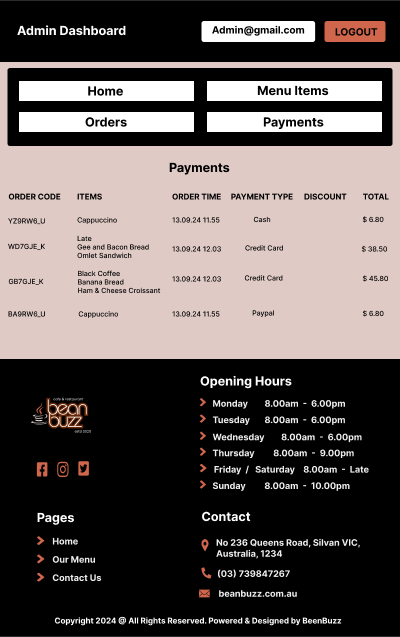 Admin Dashboard
Admin@gmail.com
LOGOUT
Home
Menu Items
Orders
Payments
Payments
ORDER CODE ITEMS ORDER TIME PAYMENT TYPE DISCOUNT TOTAL
YZ9RW6_U Cappuccino 13.09.24 11.55 Cash $ 6.80
WD7GJE_K Late
Gee and Bacon Bread
Omlet Sandwich 13.09.24 12.03 Credit Card $ 38.50
GB7GJE_K Black Coffee
Banana Bread
Ham & Cheese Croissant 13.09.24 12.03 Credit Card $ 45.80
BA9RW6_U Cappuccino 13.09.24 11.55 Paypal $ 6.80
cafe & restaurant
bean
buzz
estd 2020
Opening Hours
Monday 8.00am - 6.00pm
Tuesday 8.00am - 6.00pm
Wednesday 8.00am - 6.00pm
Thursday 8.00am - 9.00pm
Friday / Saturday 8.00am - Late
Sunday 8.00am - 10.00pm
Pages
Home
Our Menu
Contact Us
Contact
No 236 Queens Road, Silvan VIC,
Australia, 1234
(03) 739847267
beanbuzz.com.au
Copyright 2024 @ All Rights Reserved. Powered & Designed by BeenBuzz